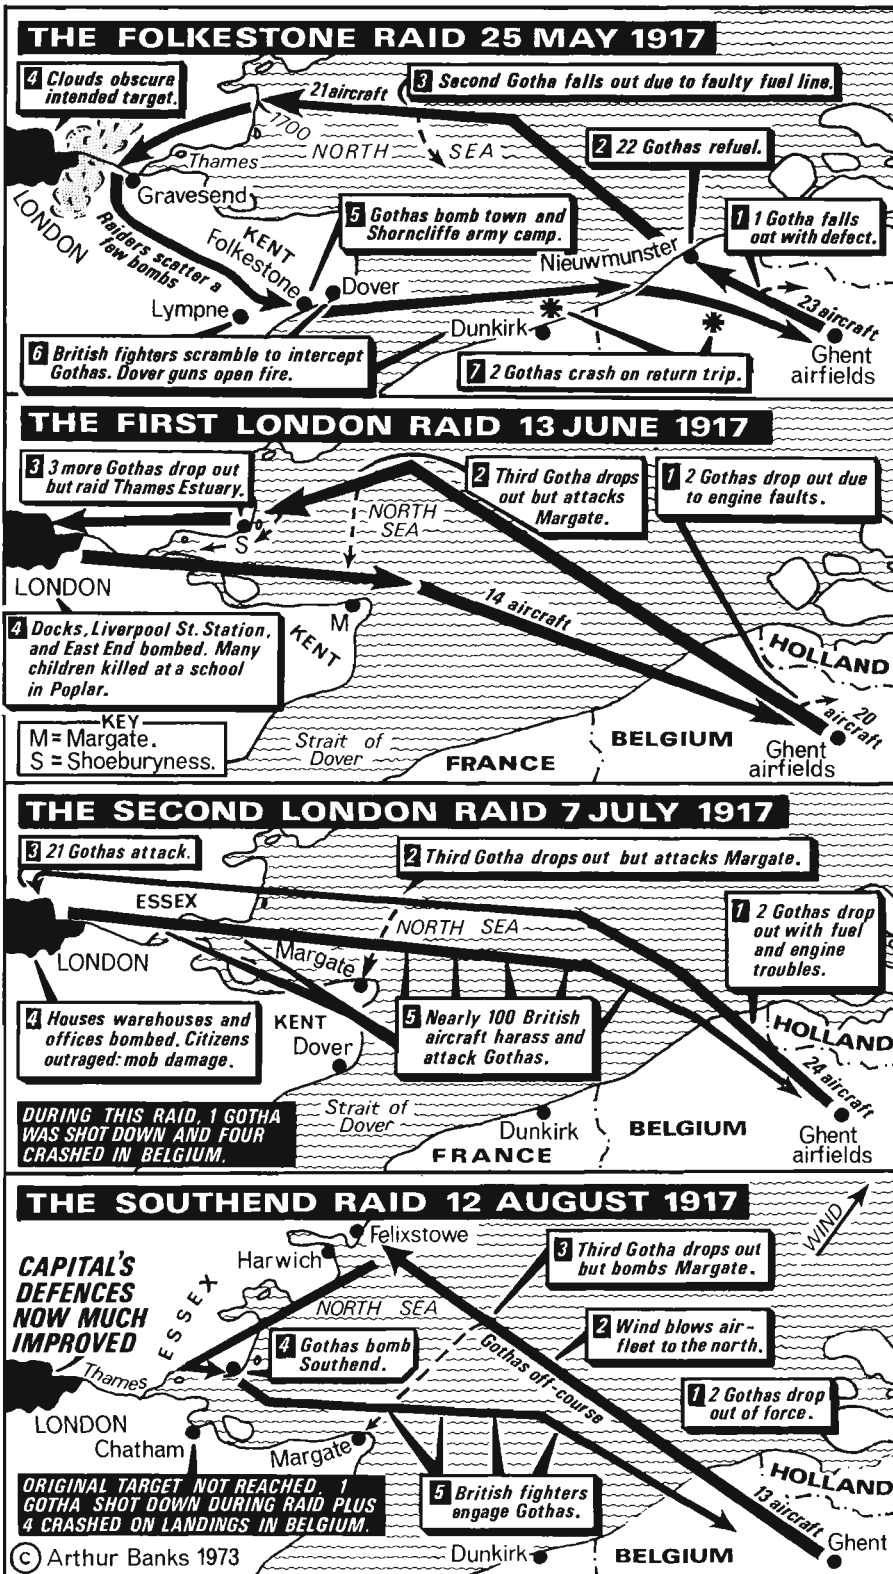 THE FOLKESTONE RAID 25 MAY 1917
4 Clouds obscure
intended target.
21 aircraft
3 Second Gotha falls out due to faulty fuel line.
1700
NORTH SEA
2 22 Gothas refuel.
Thames
Gravesend
LONDON
Raiders scatter a
few bombs
KENT
Folkestone
5 Gothas bomb town and
Shorncliffe army camp.
1 1 Gotha falls
out with defect.
Nieuwmunster
Lympne
Dover
23 aircraft
Dunkirk
Ghent
airfields
6 British fighters scramble to intercept
Gothas. Dover guns open fire.
7 2 Gothas crash on return trip.
THE FIRST LONDON RAID 13 JUNE 1917
3 3 more Gothas drop out
but raid Thames Estuary.
2 Third Gotha drops
out but attacks
Margate.
1 2 Gothas drop out due
to engine faults.
NORTH
SEA
S
LONDON
M
KENT
14 aircraft
HOLLAND
4 Docks, Liverpool St. Station,
and East End bombed. Many
children killed at a school
in Poplar.
20
aircraft
KEY
M = Margate.
S = Shoeburyness.
Strait of
Dover
FRANCE
BELGIUM
Ghent
airfields
THE SECOND LONDON RAID 7 JULY 1917
3 21 Gothas attack.
2 Third Gotha drops out but attacks Margate.
ESSEX
NORTH SEA
1 2 Gothas drop
out with fuel
and engine
troubles.
LONDON
Margate
4 Houses warehouses and
offices bombed. Citizens
outraged: mob damage.
KENT
Dover
5 Nearly 100 British
aircraft harass and
attack Gothas.
HOLLAND
24 aircraft
DURING THIS RAID, 1 GOTHA
WAS SHOT DOWN AND FOUR
CRASHED IN BELGIUM.
Strait of
Dover
Dunkirk
FRANCE
BELGIUM
Ghent
airfields
THE SOUTHEND RAID 12 AUGUST 1917
WIND
Felixstowe
Harwich
CAPITAL'S
DEFENCES
NOW MUCH
IMPROVED
ESSEX
NORTH SEA
3 Third Gotha drops out
but bombs Margate.
2 Wind blows air-
fleet to the north.
4 Gothas bomb
Southend.
Gothas off-course
Thames
1 2 Gothas drop
out of force.
LONDON
Chatham
Margate
HOLLAND
ORIGINAL TARGET NOT REACHED. 1
GOTHA SHOT DOWN DURING RAID PLUS
4 CRASHED ON LANDINGS IN BELGIUM.
5 British fighters
engage Gothas.
13 aircraft
© Arthur Banks 1973
Dunkirk
BELGIUM
Ghent